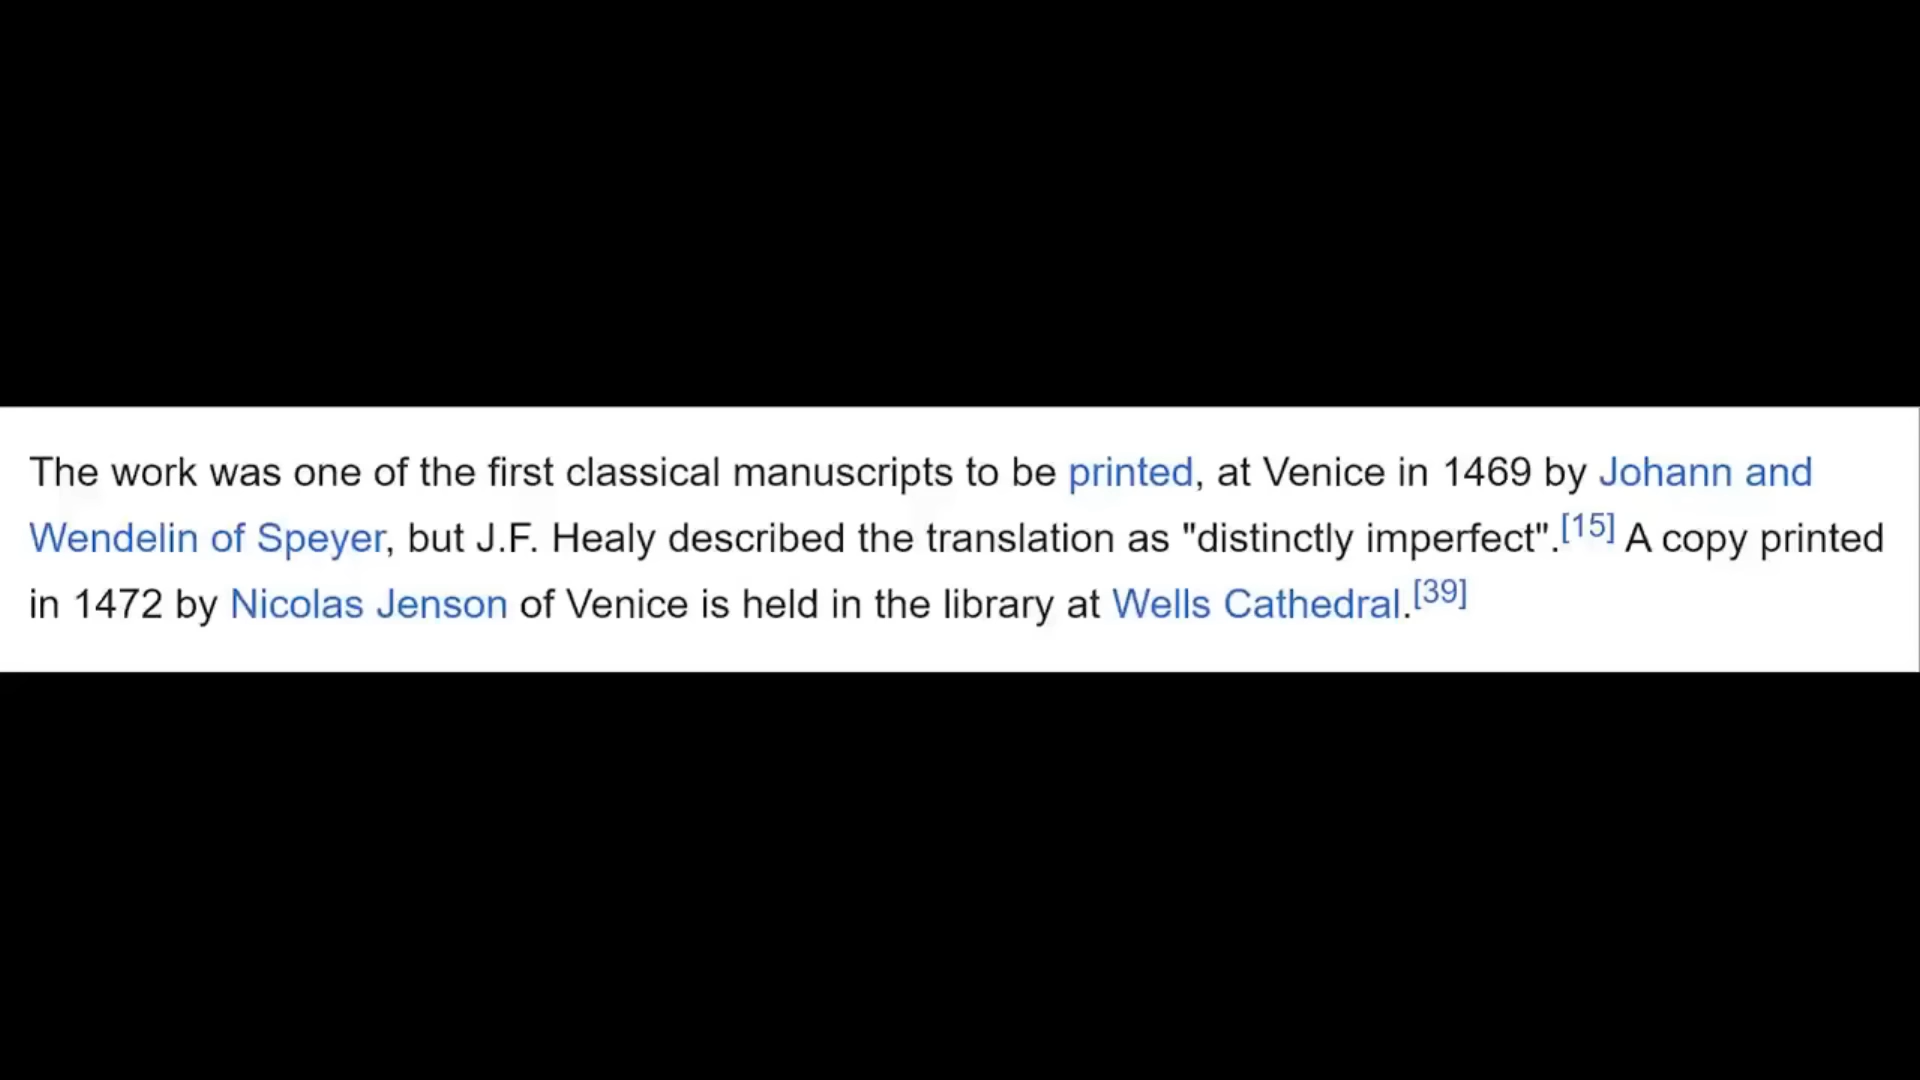 The work was one of the first classical manuscripts to be printed, at Venice in 1469 by Johann and
Wendelin of Speyer, but J.F. Healy described the translation as "distinctly imperfect".[15] A copy printed
in 1472 by Nicolas Jenson of Venice is held in the library at Wells Cathedral.[39]